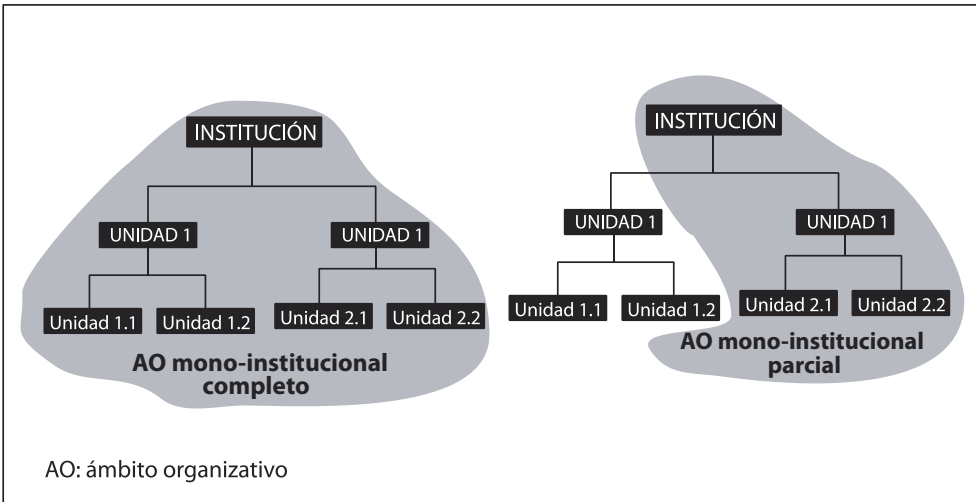 INSTITUCIÓN
UNIDAD 1
UNIDAD 1
Unidad 1.1
Unidad 1.2
Unidad 2.1
Unidad 2.2
AO mono-institucional
completo
INSTITUCIÓN
UNIDAD 1
UNIDAD 1
Unidad 1.1
Unidad 1.2
Unidad 2.1
Unidad 2.2
AO mono-institucional
parcial
AO: ámbito organizativo